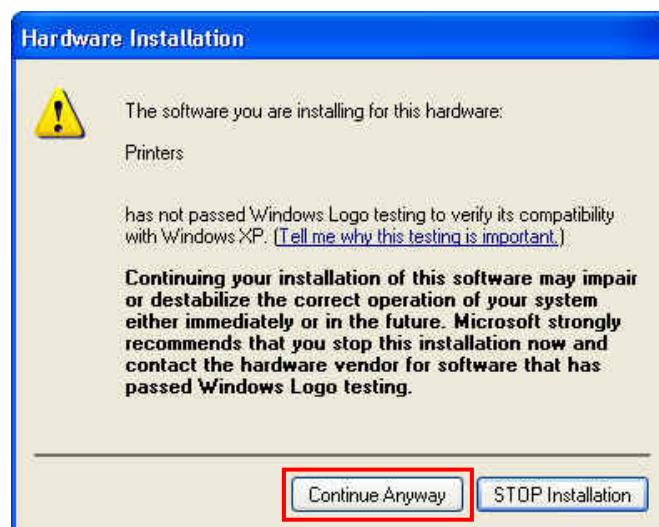 Hardware Installation
The software you are installing for this hardware:
Printers
has not passed Windows Logo testing to verify its compatibility
with Windows XP. (Tell me why this testing is important.)
Continuing your installation of this software may impair
or destabilize the correct operation of your system
either immediately or in the future. Microsoft strongly
recommends that you stop this installation now and
contact the hardware vendor for software that has
passed Windows Logo testing.
Continue Anyway STOP Installation